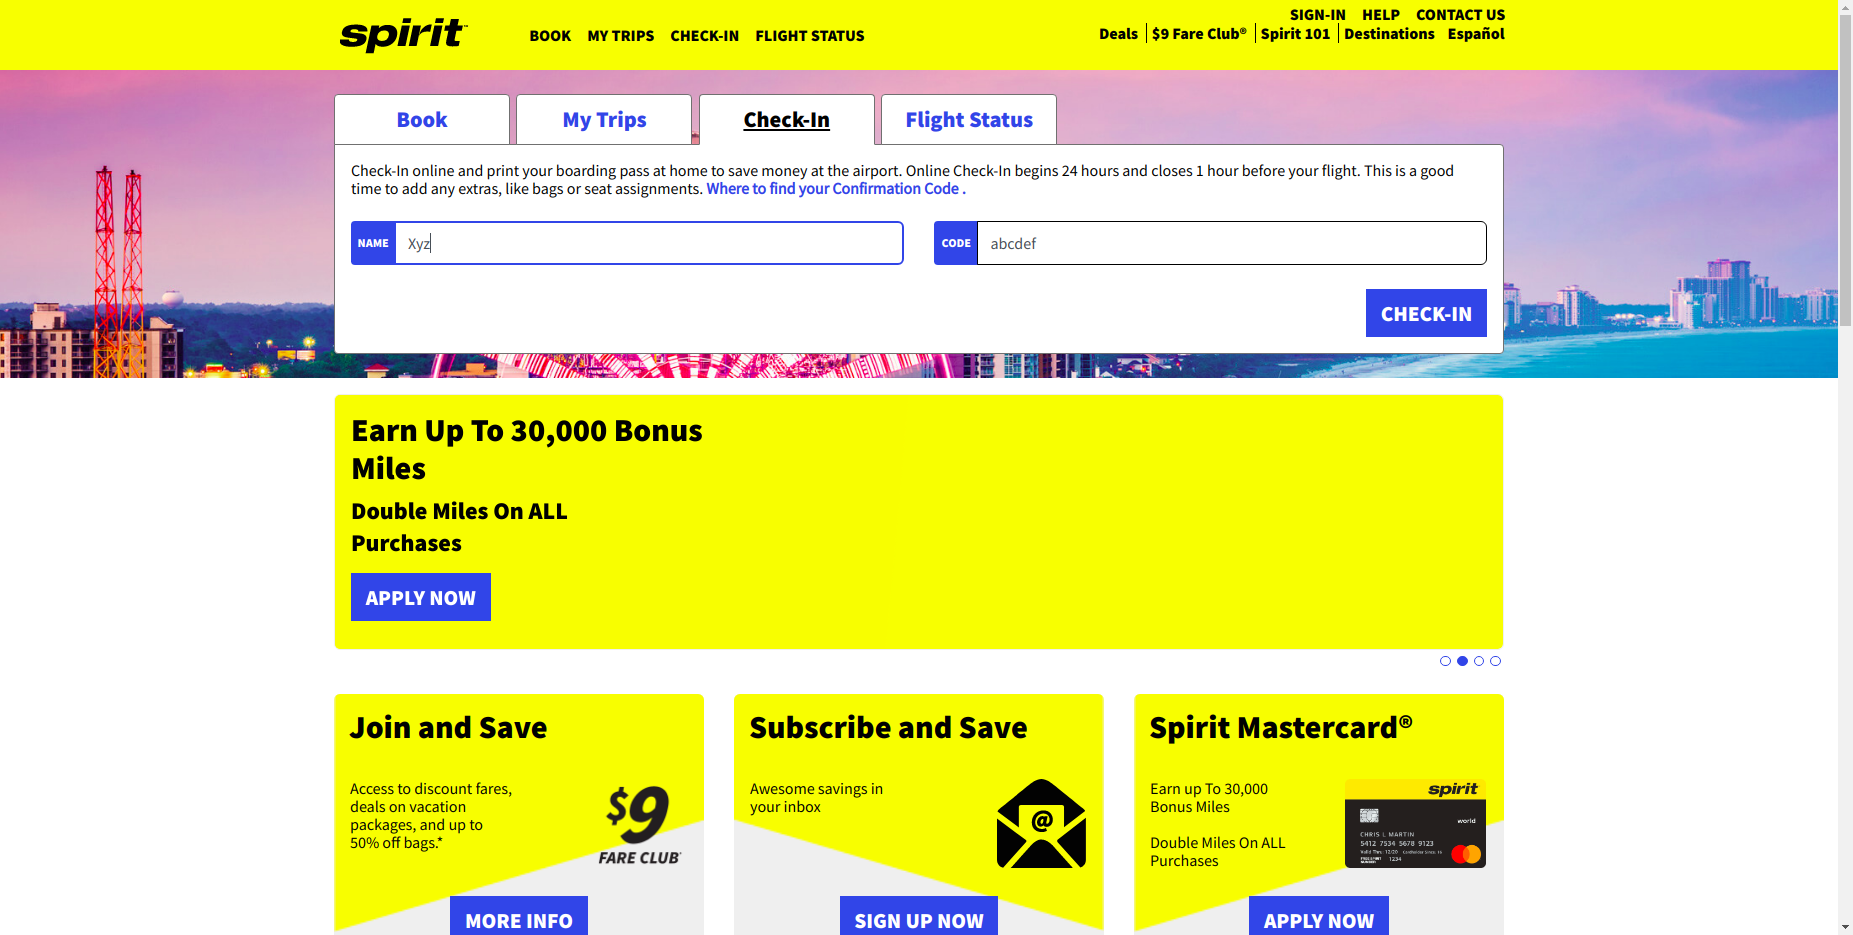 spirit
BOOK MY TRIPS CHECK-IN FLIGHT STATUS
SIGN-IN HELP CONTACT US
Deals $9 Fare Club® Spirit 101 Destinations Español
Book
My Trips
Check-In
Flight Status
Check-In online and print your boarding pass at home to save money at the airport. Online Check-In begins 24 hours and closes 1 hour before your flight. This is a good
time to add any extras, like bags or seat assignments. Where to find your Confirmation Code .
NAME Xyz
CODE abcdef
CHECK-IN
Earn Up To 30,000 Bonus
Miles
Double Miles On ALL
Purchases
APPLY NOW
Join and Save
Access to discount fares,
deals on vacation
packages, and up to
50% off bags.*
$9
FARE CLUB
MORE INFO
Subscribe and Save
Awesome savings in
your inbox
@
SIGN UP NOW
Spirit Mastercard®
Earn up To 30,000
Bonus Miles
Double Miles On ALL
Purchases
spirit
world
CHRIS L MARTIN
5412 7534 5678 9123
Valid Thru: 12/20
1234
APPLY NOW